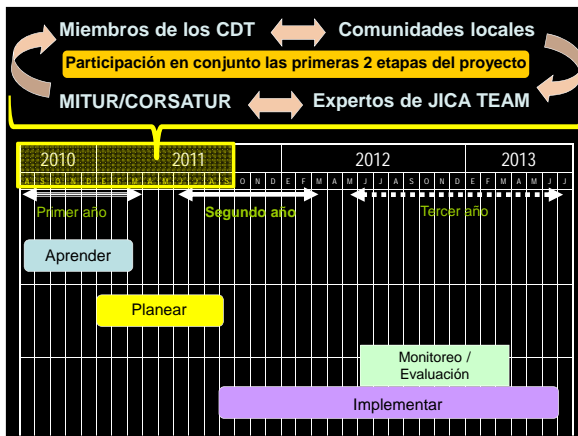 Miembros de los CDT Comunidades locales
Participación en conjunto las primeras 2 etapas del proyecto
MITUR/CORSATUR Expertos de JICA TEAM
2010 2011 2012 2013
A S O N D E F M A M J J A S O N D E F M A M J J A S O N D E F M A M J J
Primer año Segundo año Tercer año
Aprender
Planear
Monitoreo /
Evaluación
Implementar